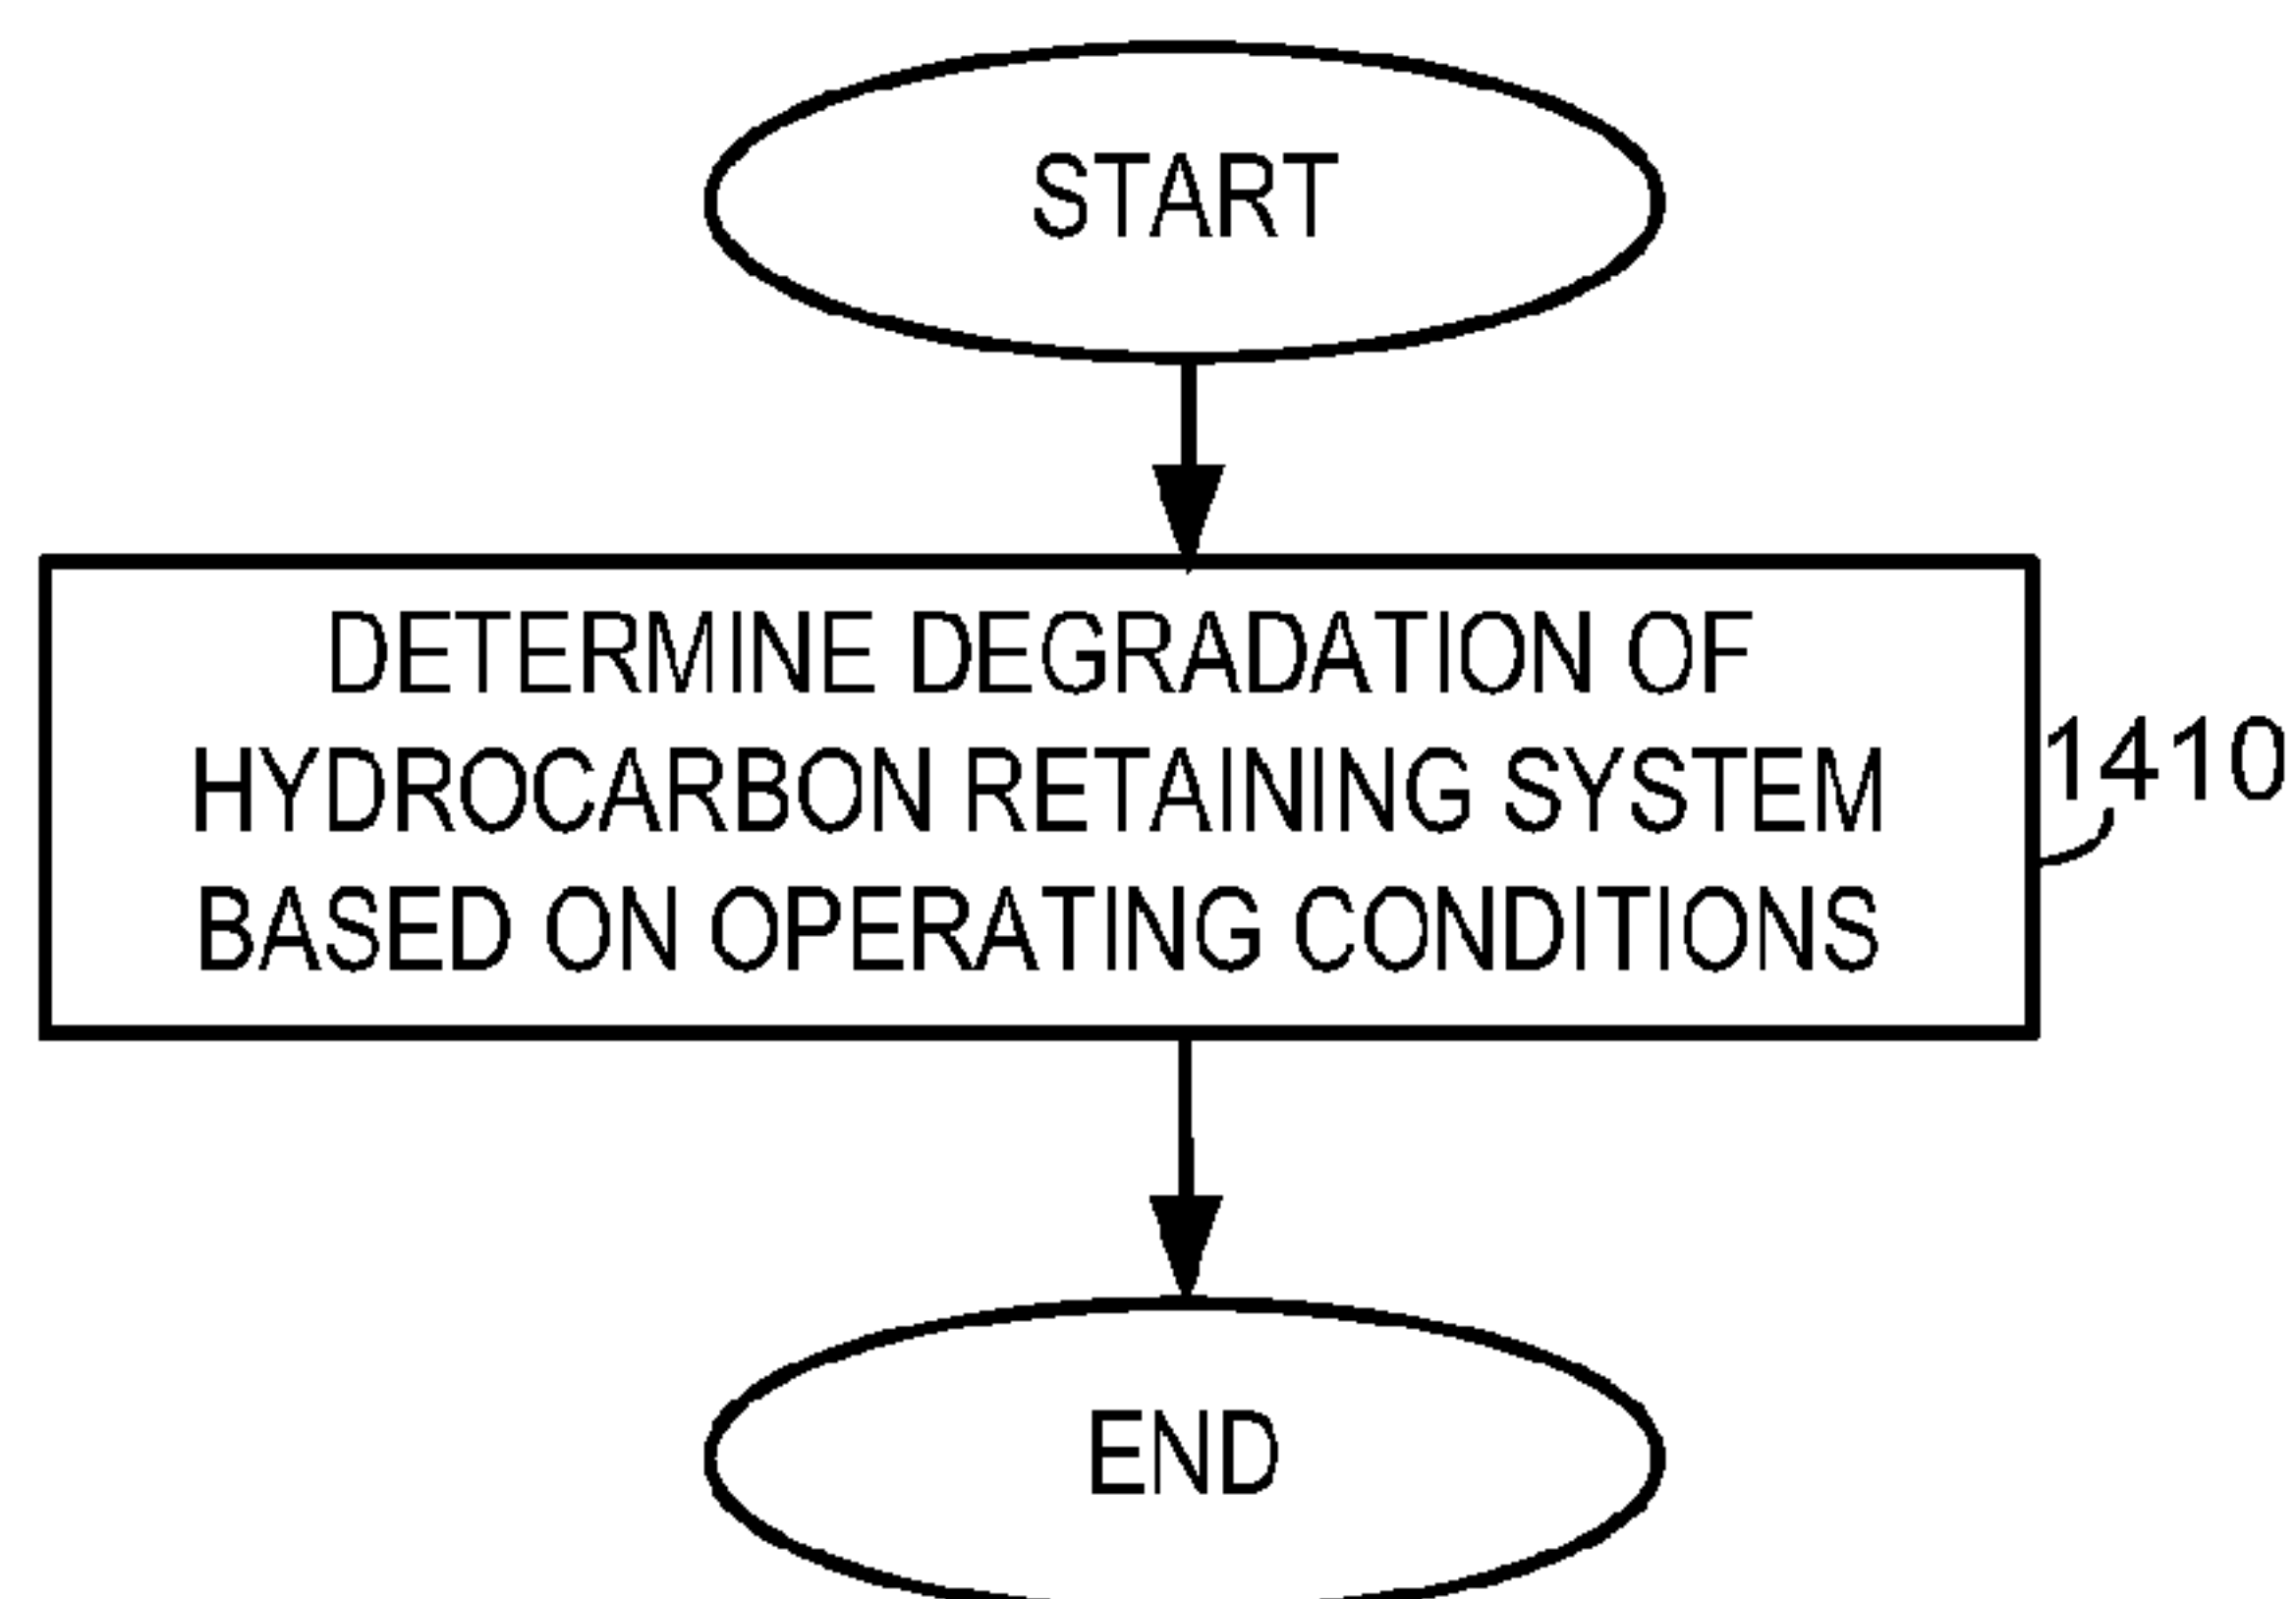 START
DETERMINE DEGRADATION OF
HYDROCARBON RETAINING SYSTEM
BASED ON OPERATING CONDITIONS
1410
END